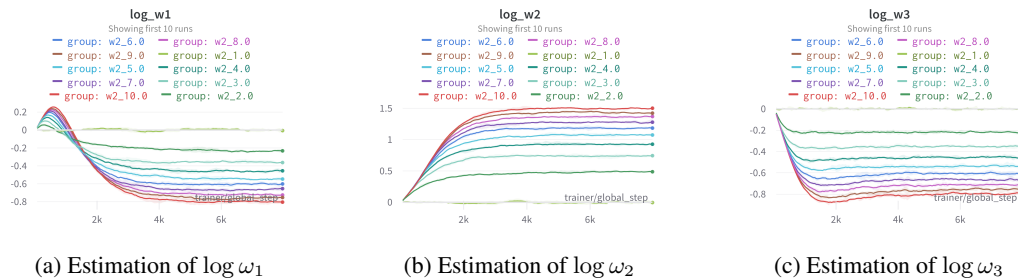 log_w1
Showing first 10 runs
group: w2_6.0 group: w2_8.0
group: w2_9.0 group: w2_1.0
group: w2_5.0 group: w2_4.0
group: w2_7.0 group: w2_3.0
group: w2_10.0 group: w2_2.0
0.2
0
-0.2
-0.4
-0.6
-0.8
trainer/global_step
2k 4k 6k
(a) Estimation of log ω1
log_w2
Showing first 10 runs
group: w2_6.0 group: w2_8.0
group: w2_9.0 group: w2_1.0
group: w2_5.0 group: w2_4.0
group: w2_7.0 group: w2_3.0
group: w2_10.0 group: w2_2.0
1.5
1
0.5
0
trainer/global_step
2k 4k 6k
(b) Estimation of log ω2
log_w3
Showing first 10 runs
group: w2_6.0 group: w2_8.0
group: w2_9.0 group: w2_1.0
group: w2_5.0 group: w2_4.0
group: w2_7.0 group: w2_3.0
group: w2_10.0 group: w2_2.0
0
-0.2
-0.4
-0.6
-0.8
trainer/global_step
2k 4k 6k
(c) Estimation of log ω3